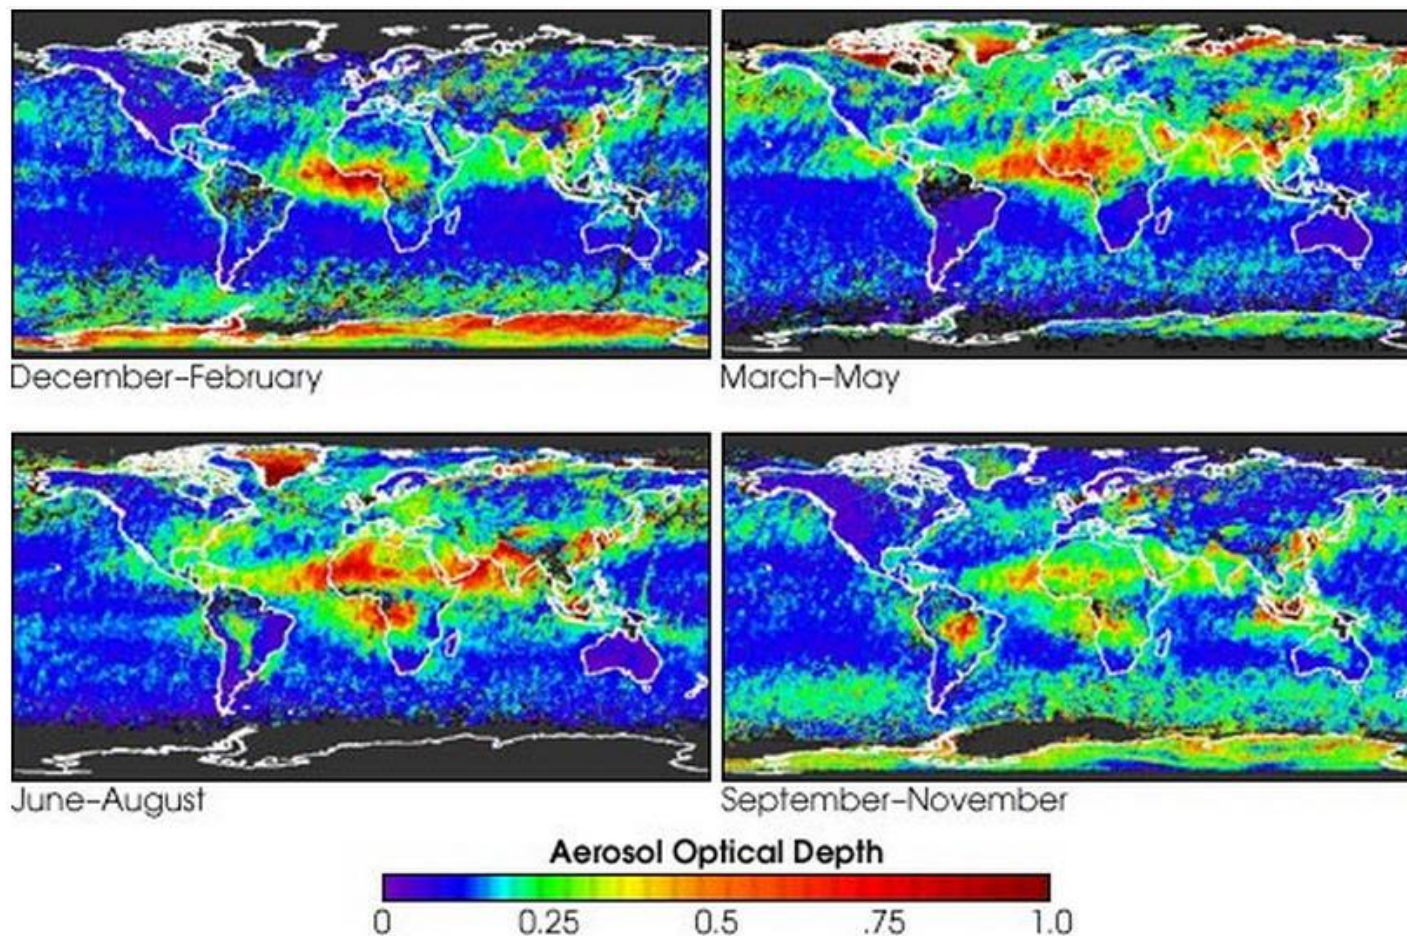 December–February
March–May
June–August
September–November
Aerosol Optical Depth
0 0.25 0.5 .75 1.0